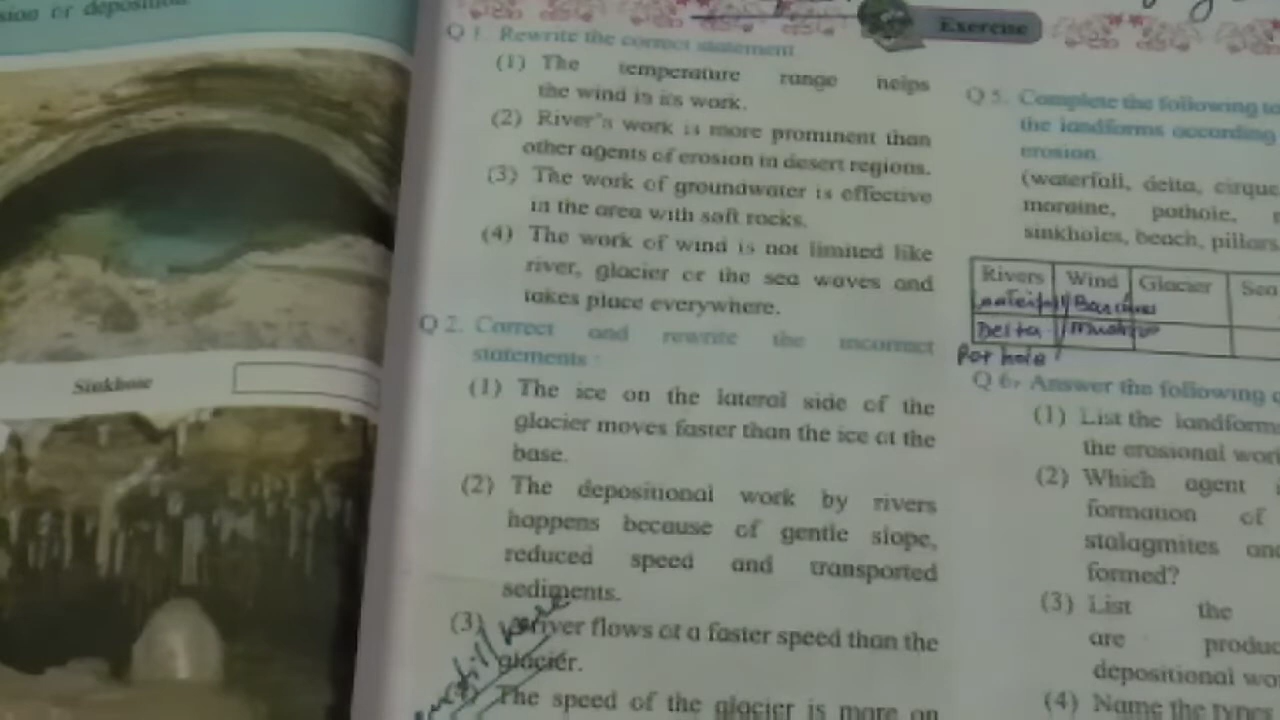 sion or deposition
Sinkhole
Exercise
Q 1. Rewrite the correct statement
(1) The temperature range helps
the wind in its work.
(2) River's work is more prominent than
other agents of erosion in desert regions.
(3) The work of groundwater is effective
in the area with soft rocks.
(4) The work of wind is not limited like
river, glacier or the sea waves and
takes place everywhere.
Q 2. Correct and rewrite the incorrect
statements :
(1) The ice on the lateral side of the
glacier moves faster than the ice at the
base.
(2) The depositional work by rivers
happens because of gentle slope,
reduced speed and transported
sediments.
(3) river flows at a faster speed than the
glacier.
The speed of the glacier is more on
Q 5. Complete the following ta
the landforms according
erosion
(waterfall, delta, cirque
moraine, pothole,
sinkholes, beach, pillars
Rivers Wind Glacier Sea
Delta
Pot hole
Q 6. Answer the following q
(1) List the landform
the erosional wor
(2) Which agent
formation of
stalagmites and
formed?
(3) List the
are produc
depositional wo
(4) Name the types